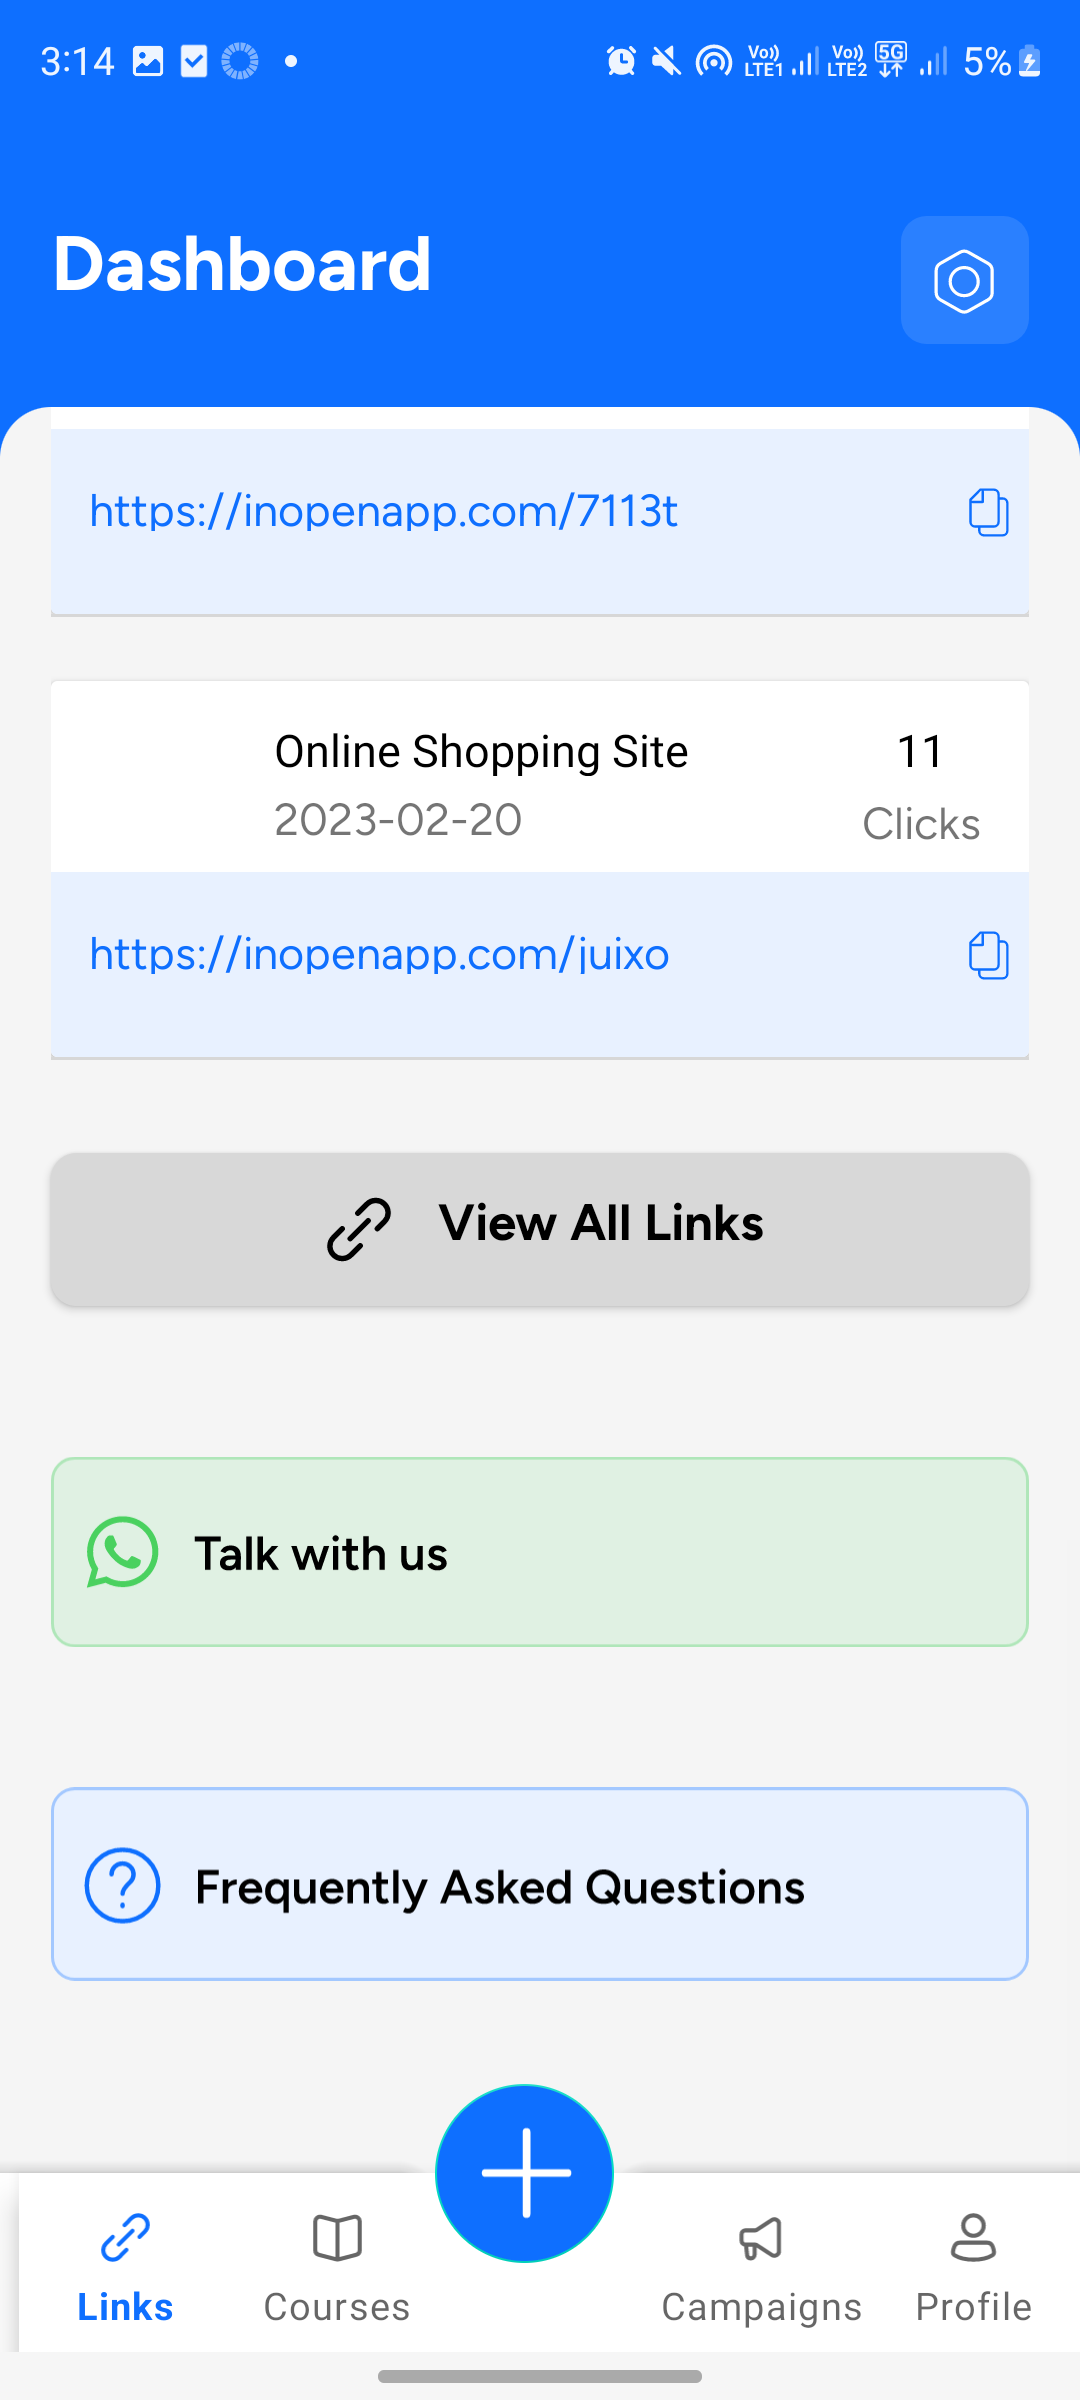 3:14 Vo)) LTE1 Vo)) LTE2 5G 5%
Dashboard
https://inopenapp.com/7113t
Online Shopping Site 11
2023-02-20 Clicks
https://inopenapp.com/juixo
View All Links
Talk with us
Frequently Asked Questions
Links Courses Campaigns Profile